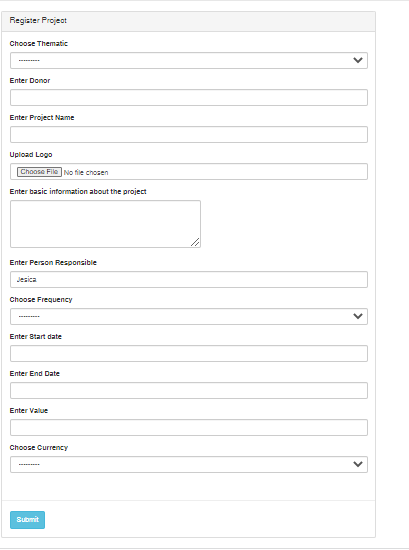 Register Project
Choose Thematic
---------
Enter Donor
Enter Project Name
Upload Logo
Choose File No file chosen
Enter basic information about the project
Enter Person Responsible
Jesica
Choose Frequency
---------
Enter Start date
Enter End Date
Enter Value
Choose Currency
---------
Submit